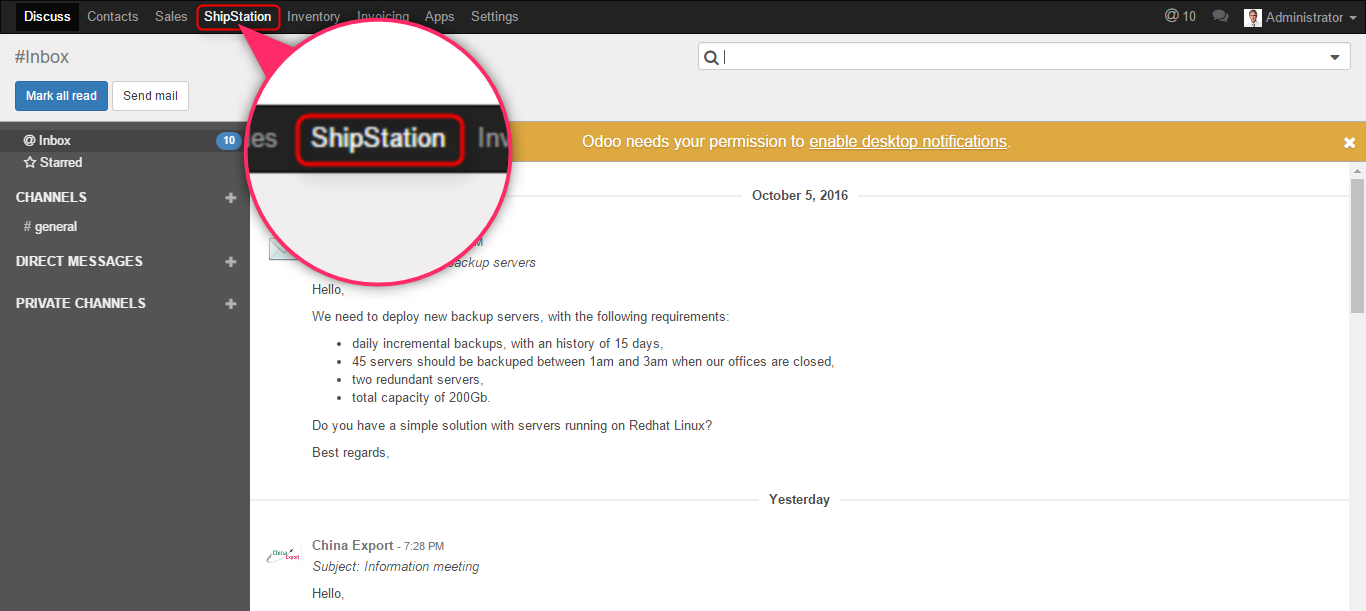 Discuss Contacts Sales ShipStation Inventory Invoicing Apps Settings @ 10 Administrator
#Inbox
Mark all read Send mail
@ Inbox 10
Starred
CHANNELS +
# general
DIRECT MESSAGES +
PRIVATE CHANNELS +
es ShipStation Inv
Odoo needs your permission to enable desktop notifications. ×
October 5, 2016
M
backup servers
Hello,
We need to deploy new backup servers, with the following requirements:
• daily incremental backups, with an history of 15 days,
• 45 servers should be backuped between 1am and 3am when our offices are closed,
• two redundant servers,
• total capacity of 200Gb.
Do you have a simple solution with servers running on Redhat Linux?
Best regards,
Yesterday
China Export
China Export - 7:28 PM
Subject: Information meeting
Hello,